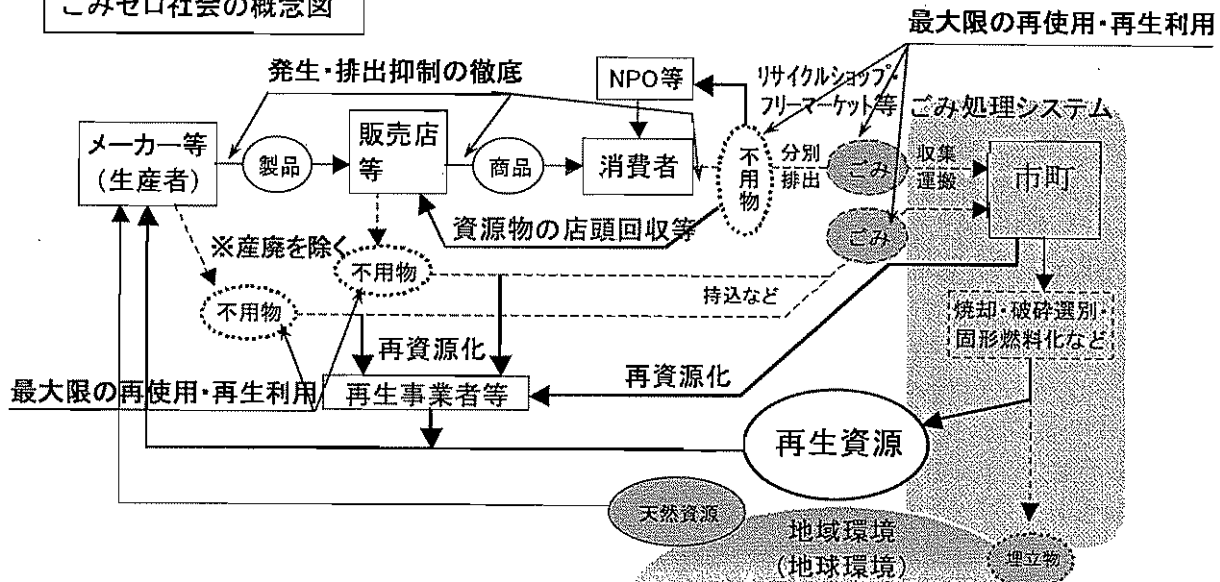 ごみゼロ社会の概念図
最大限の再使用・再生利用
発生・排出抑制の徹底
NPO等
リサイクルショップ・
フリーマーケット等
ごみ処理システム
メーカー等
(生産者)
製品
販売店
等
商品
消費者
不用物
分別
排出
ごみ
収集
運搬
市町
資源物の店頭回収等
ごみ
※産廃を除く
不用物
不用物
持込など
焼却・破砕選別・
固形燃料化など
再資源化
再資源化
最大限の再使用・再生利用
再生事業者等
再生資源
天然資源
地域環境
(地球環境)
埋立物